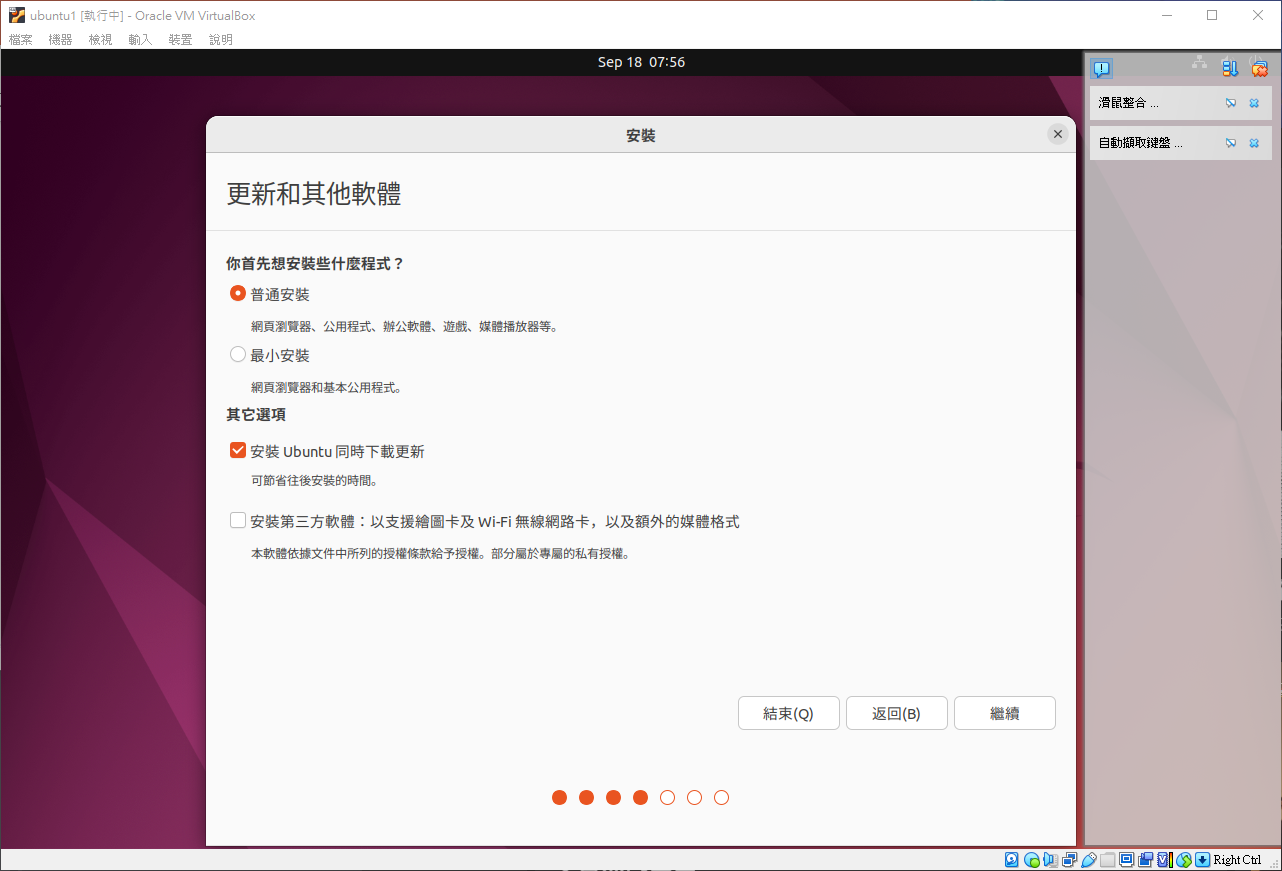 ubuntu1 [執行中] - Oracle VM VirtualBox
檔案 機器 檢視 輸入 裝置 說明
Sep 18 07:56
滑鼠整合 ...
自動擷取鍵盤 ...
安裝
更新和其他軟體
你首先想安裝些什麼程式？
普通安裝
網頁瀏覽器、公用程式、辦公軟體、遊戲、媒體播放器等。
最小安裝
網頁瀏覽器和基本公用程式。
其它選項
安裝 Ubuntu 同時下載更新
可節省往後安裝的時間。
安裝第三方軟體：以支援繪圖卡及 Wi-Fi 無線網路卡，以及額外的媒體格式
本軟體依據文件中所列的授權條款給予授權。部分屬於專屬的私有授權。
結束(Q) 返回(B) 繼續
Right Ctrl